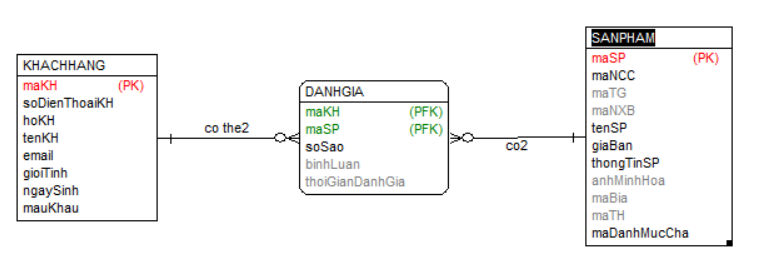 KHACHHANG
maKH (PK)
soDienThoaiKH
hoKH
tenKH
email
gioiTinh
ngaySinh
mauKhau
co the2
DANHGIA
maKH (PFK)
maSP (PFK)
soSao
binhLuan
thoiGianDanhGia
co2
SANPHAM
maSP (PK)
maNCC
maTG
maNXB
tenSP
giaBan
thongTinSP
anhMinhHoa
maBia
maTH
maDanhMucCha